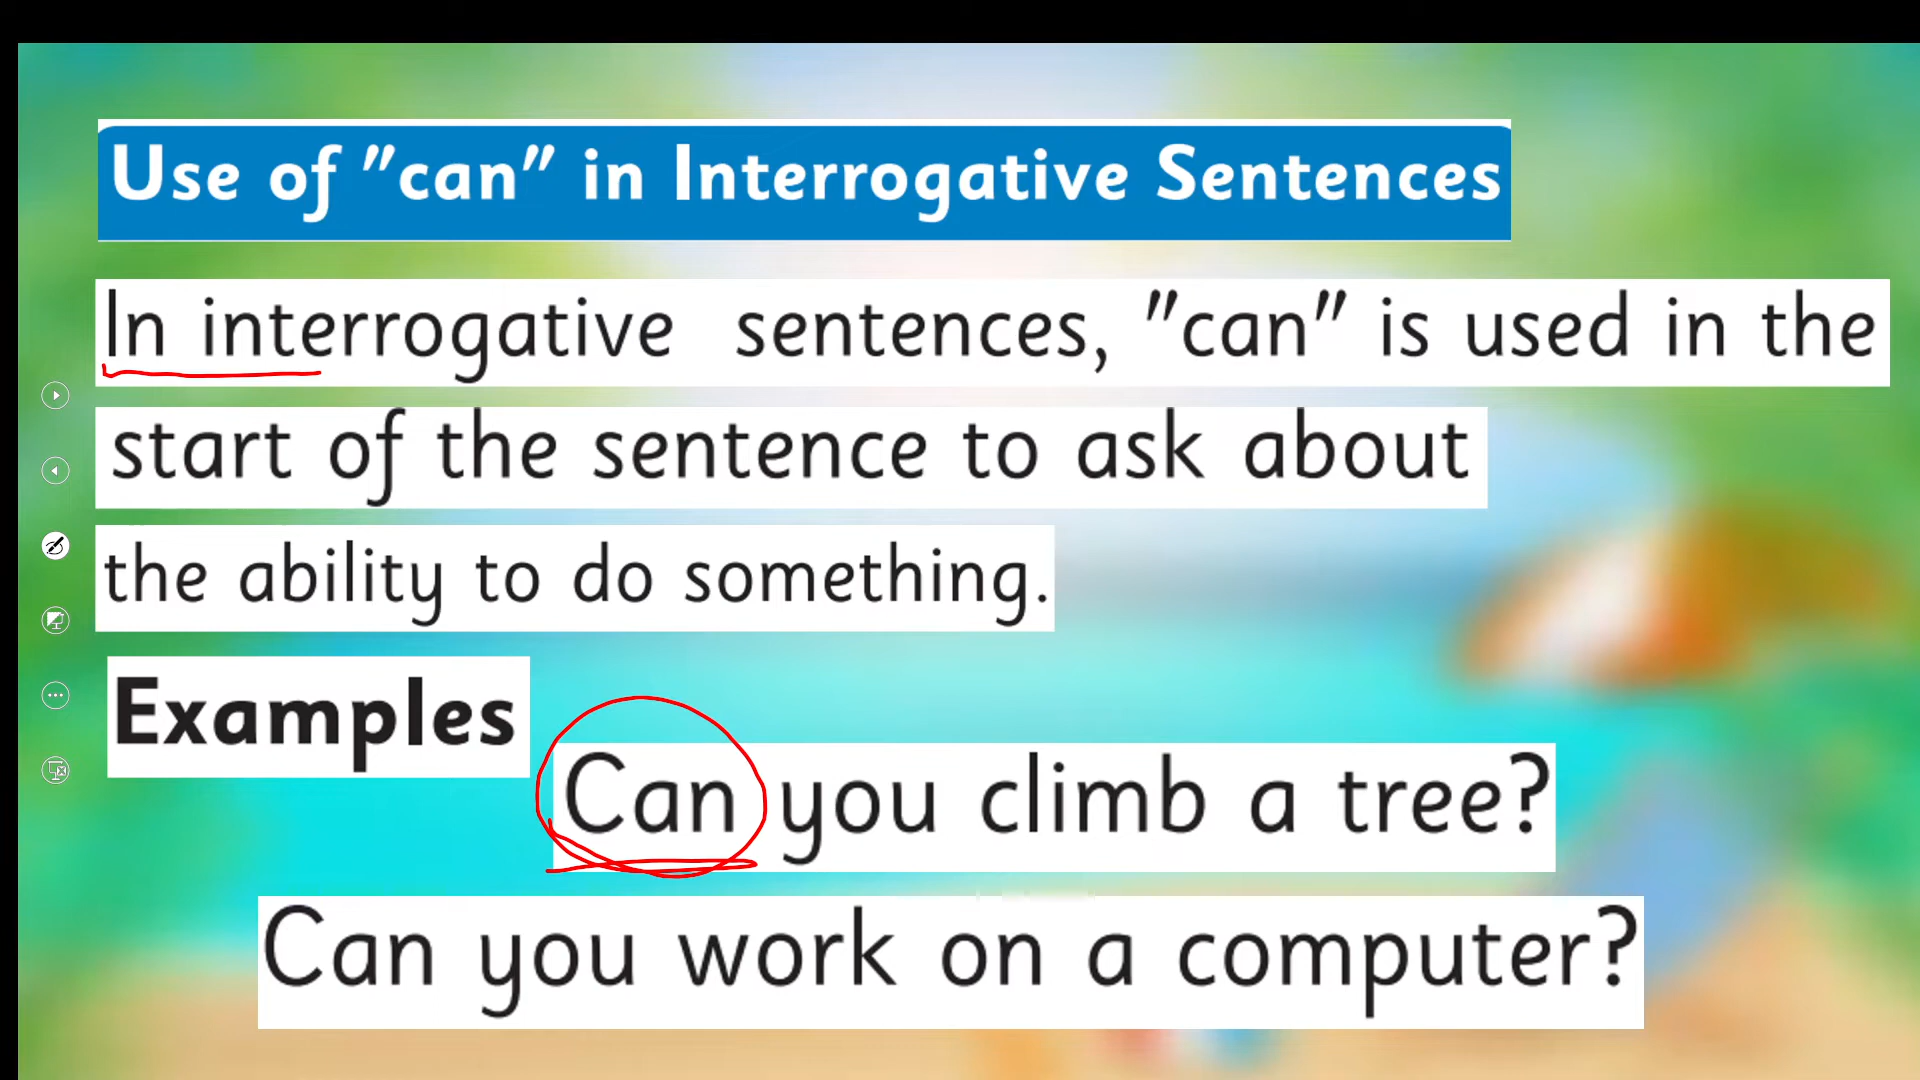 Use of "can" in Interrogative Sentences
In interrogative sentences, "can" is used in the
start of the sentence to ask about
the ability to do something.
Examples
Can you climb a tree?
Can you work on a computer?